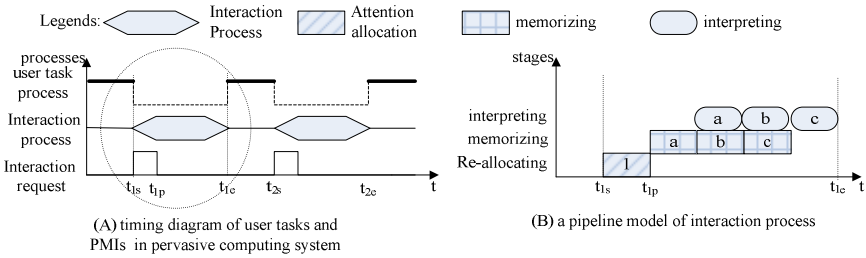 Legends:
Interaction
Process
Attention
allocation
processes
user task
process
Interaction
process
Interaction
request
t1s
t1p
t1e
t2s
t2e
t
(A) timing diagram of user tasks and
PMIs in pervasive computing system
memorizing
interpreting
stages
interpreting
a
b
c
memorizing
a
b
c
Re-allocating
1
t1s
t1p
t1e
t
(B) a pipeline model of interaction process